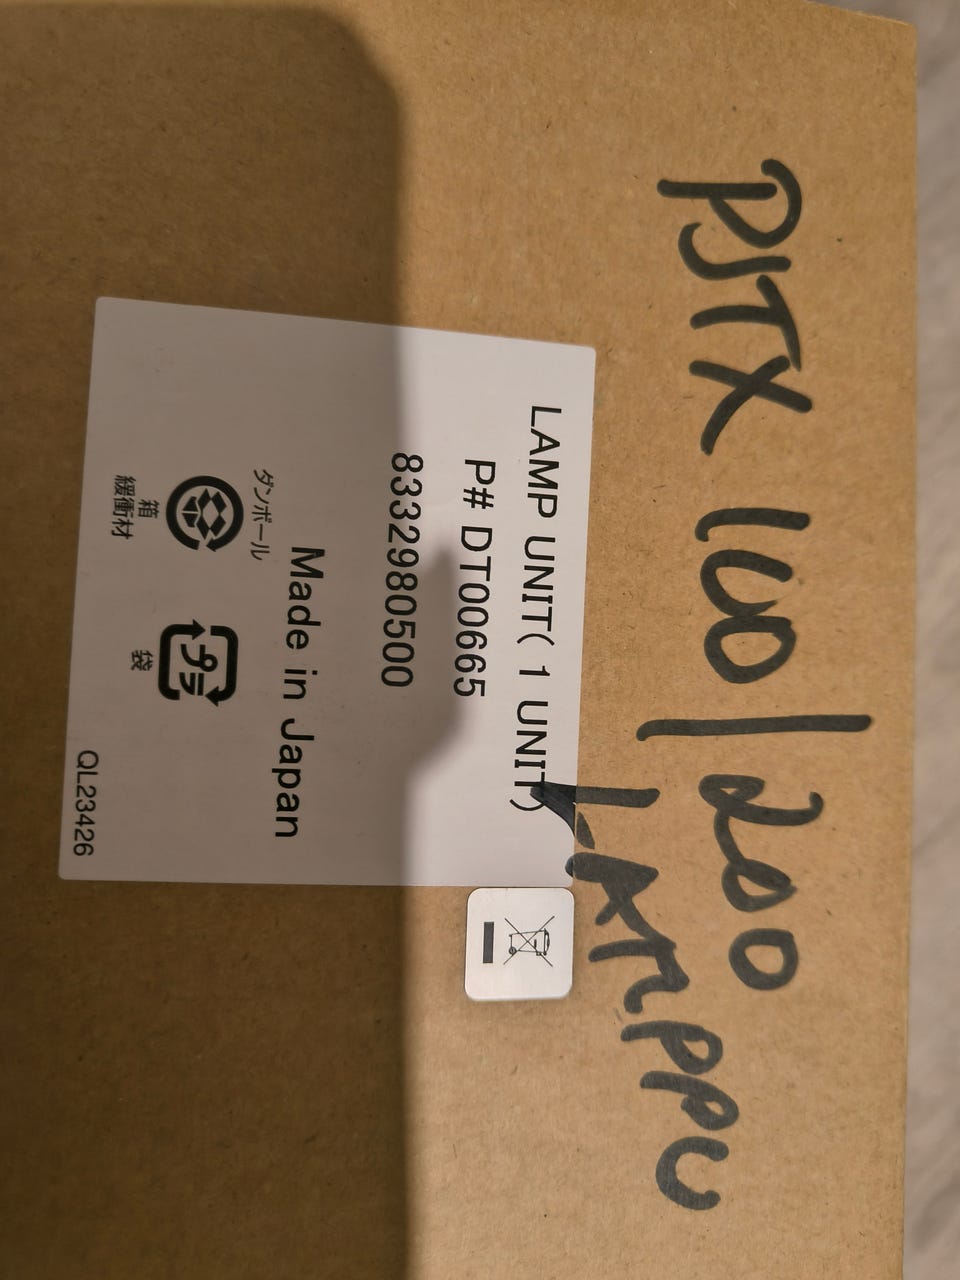 PJTX 100/200
LAMPPU
LAMP UNIT( 1 UNIT)
P# DT00665
8332980500
Made in Japan
ダンボール
箱
緩衝材
プラ
袋
QL23426